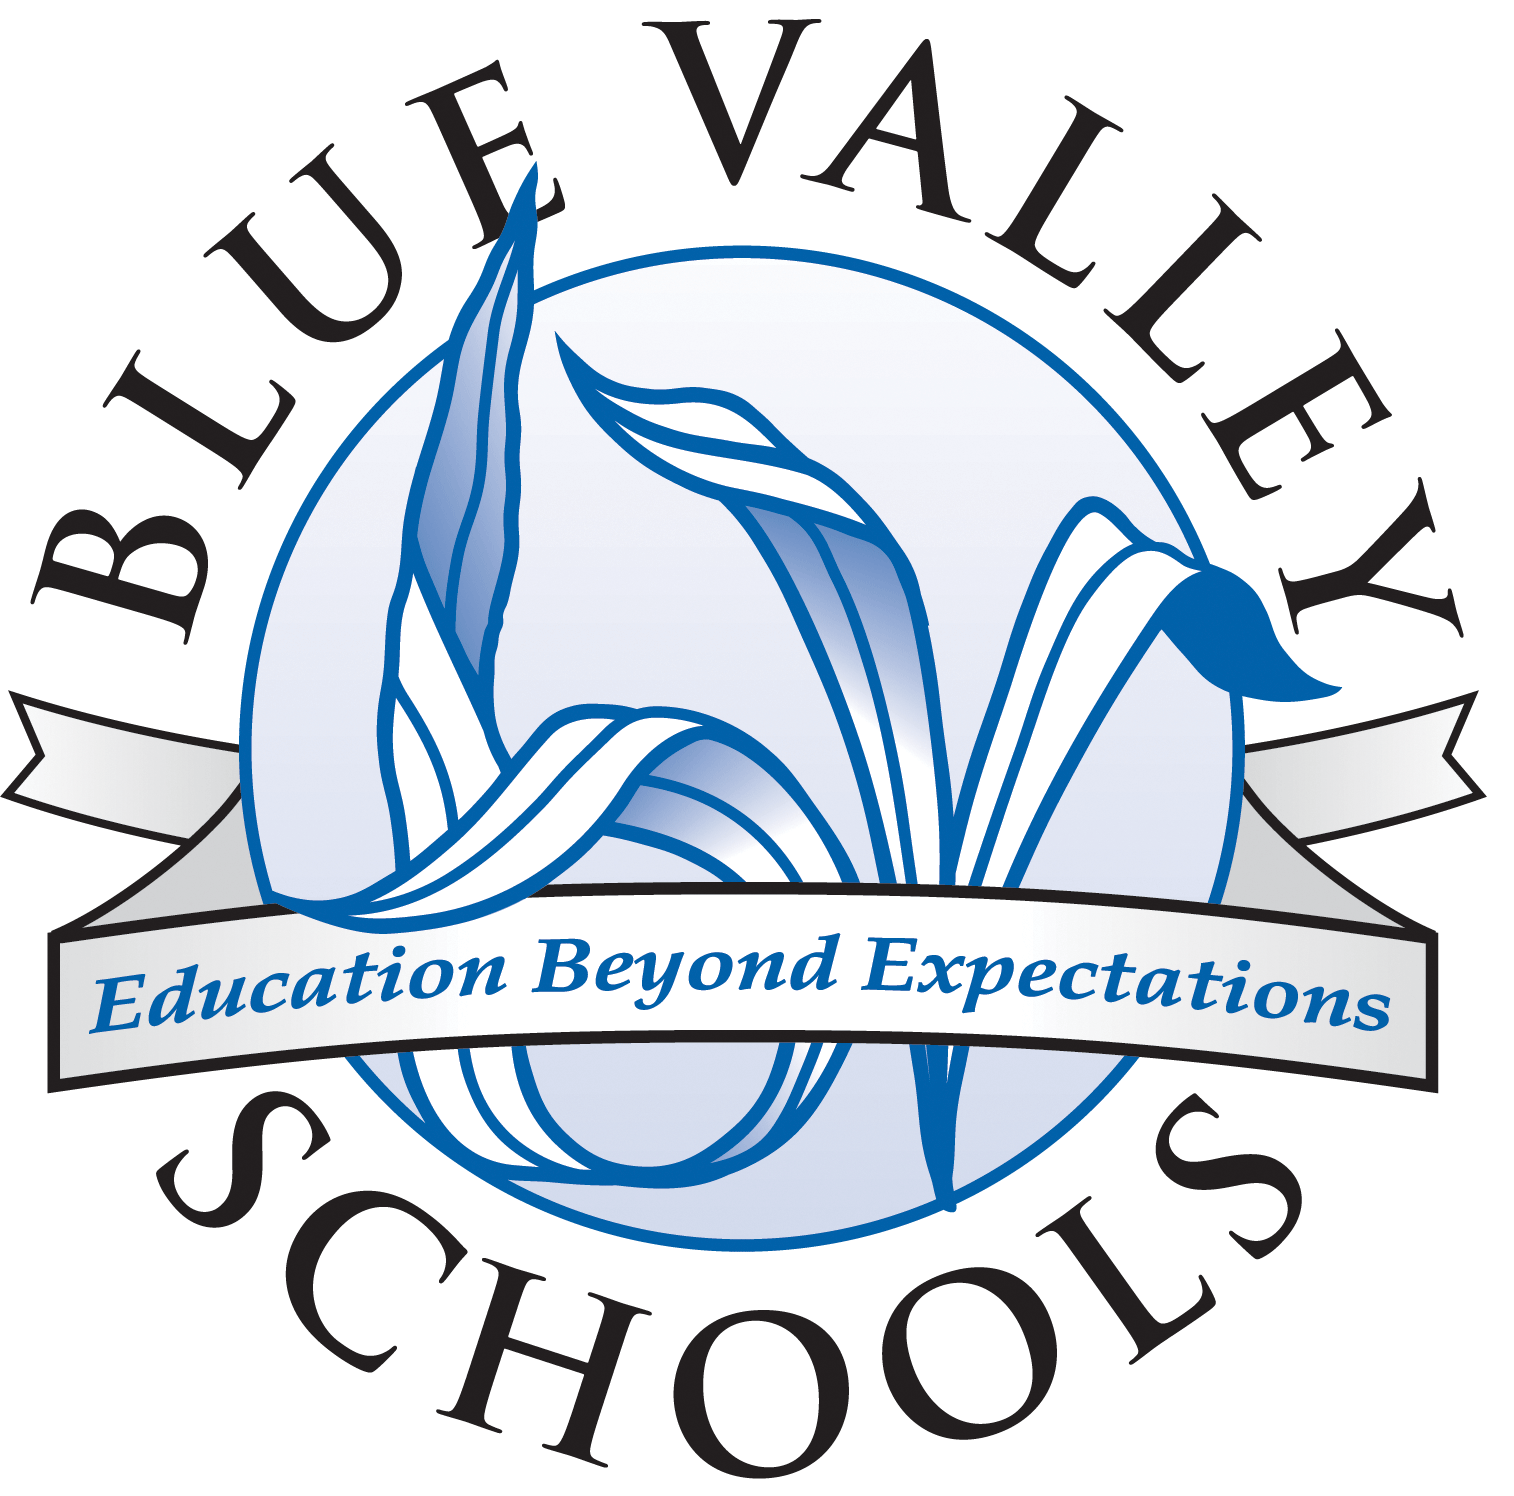 BLUE VALLEY
Education Beyond Expectations
SCHOOLS